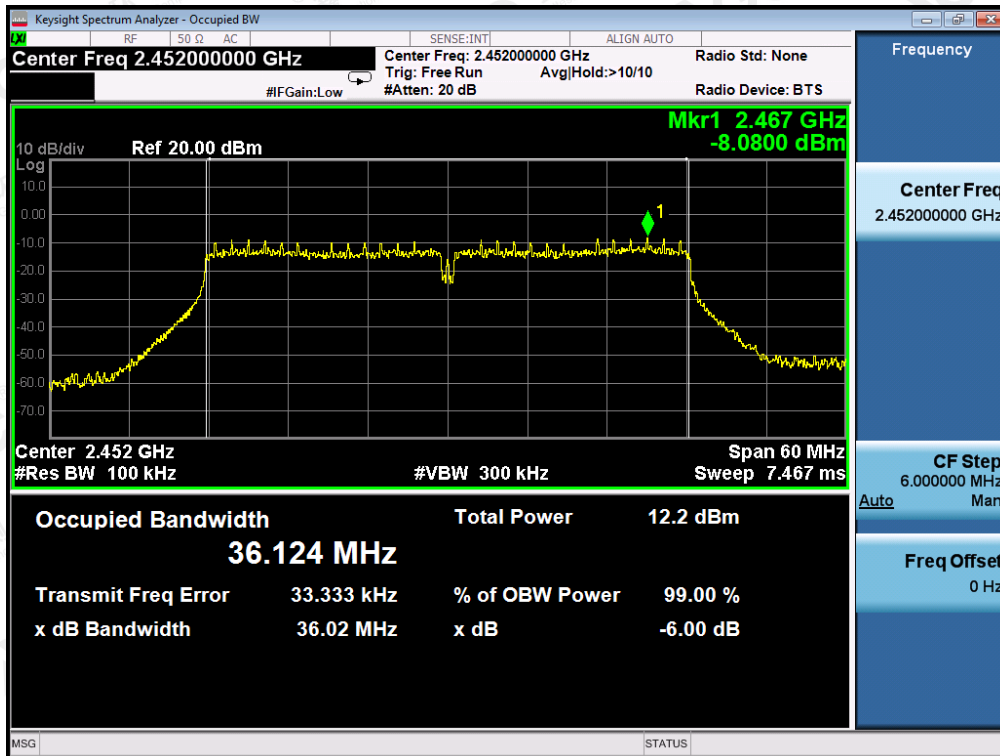 Keysight Spectrum Analyzer - Occupied BW
LXI RF 50 Ω AC SENSE:INT ALIGN AUTO
Center Freq 2.452000000 GHz
Center Freq: 2.452000000 GHz Radio Std: None
Trig: Free Run Avg|Hold:>10/10
#IFGain:Low #Atten: 20 dB Radio Device: BTS
Mkr1 2.467 GHz
-8.0800 dBm
10 dB/div Ref 20.00 dBm
Log
10.0
0.00
-10.0
-20.0
-30.0
-40.0
-50.0
-60.0
-70.0
1
Center 2.452 GHz Span 60 MHz
#Res BW 100 kHz #VBW 300 kHz Sweep 7.467 ms
Occupied Bandwidth Total Power 12.2 dBm
36.124 MHz
Transmit Freq Error 33.333 kHz % of OBW Power 99.00 %
x dB Bandwidth 36.02 MHz x dB -6.00 dB
Frequency
Center Freq
2.452000000 GHz
CF Step
6.000000 MHz
Auto Man
Freq Offset
0 Hz
MSG STATUS